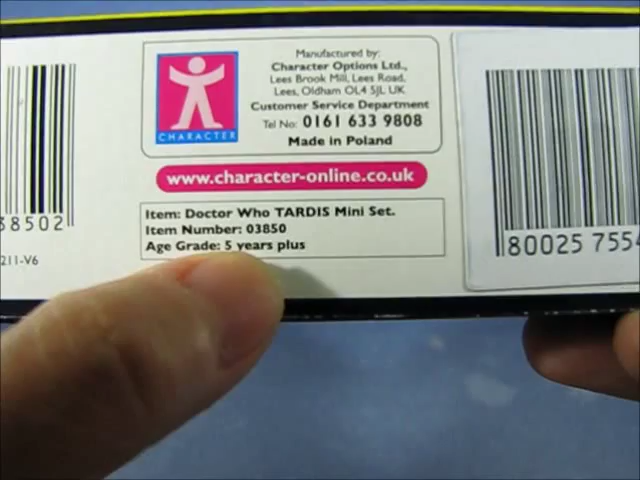 Manufactured by:
Character Options Ltd.,
Lees Brook Mill, Lees Road,
Lees, Oldham OL4 5JL UK
Customer Service Department
Tel No: 0161 633 9808
Made in Poland
CHARACTER
www.character-online.co.uk
Item: Doctor Who TARDIS Mini Set.
Item Number: 03850
Age Grade: 5 years plus
38502
211-V6
80025 755